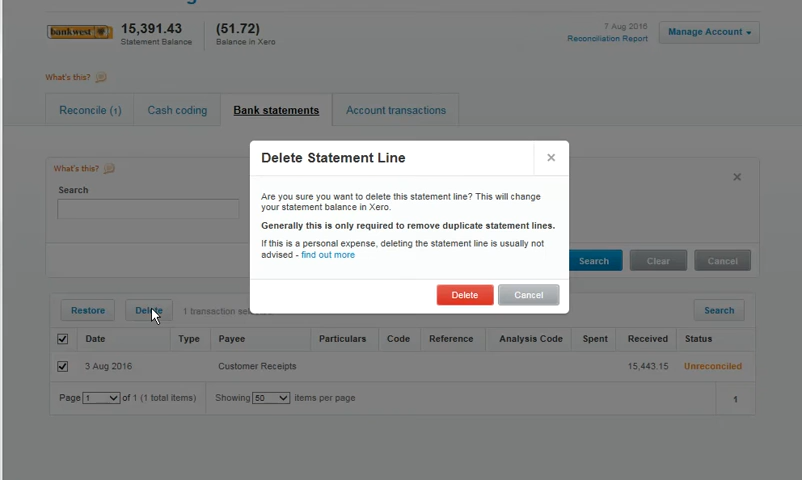 bankwest
15,391.43
Statement Balance
(51.72)
Balance in Xero
7 Aug 2016
Reconciliation Report
Manage Account
What's this?
Reconcile (1)
Cash coding
Bank statements
Account transactions
What's this?
Search
Delete Statement Line
Are you sure you want to delete this statement line? This will change
your statement balance in Xero.
Generally this is only required to remove duplicate statement lines.
If this is a personal expense, deleting the statement line is usually not
advised - find out more
Delete
Cancel
Search
Clear
Cancel
Restore
Delete
1 transaction
Search
Date
Type
Payee
Particulars
Code
Reference
Analysis Code
Spent
Received
Status
3 Aug 2016
Customer Receipts
15,443.15
Unreconciled
Page 1 of 1 (1 total items)
Showing 50 items per page
1